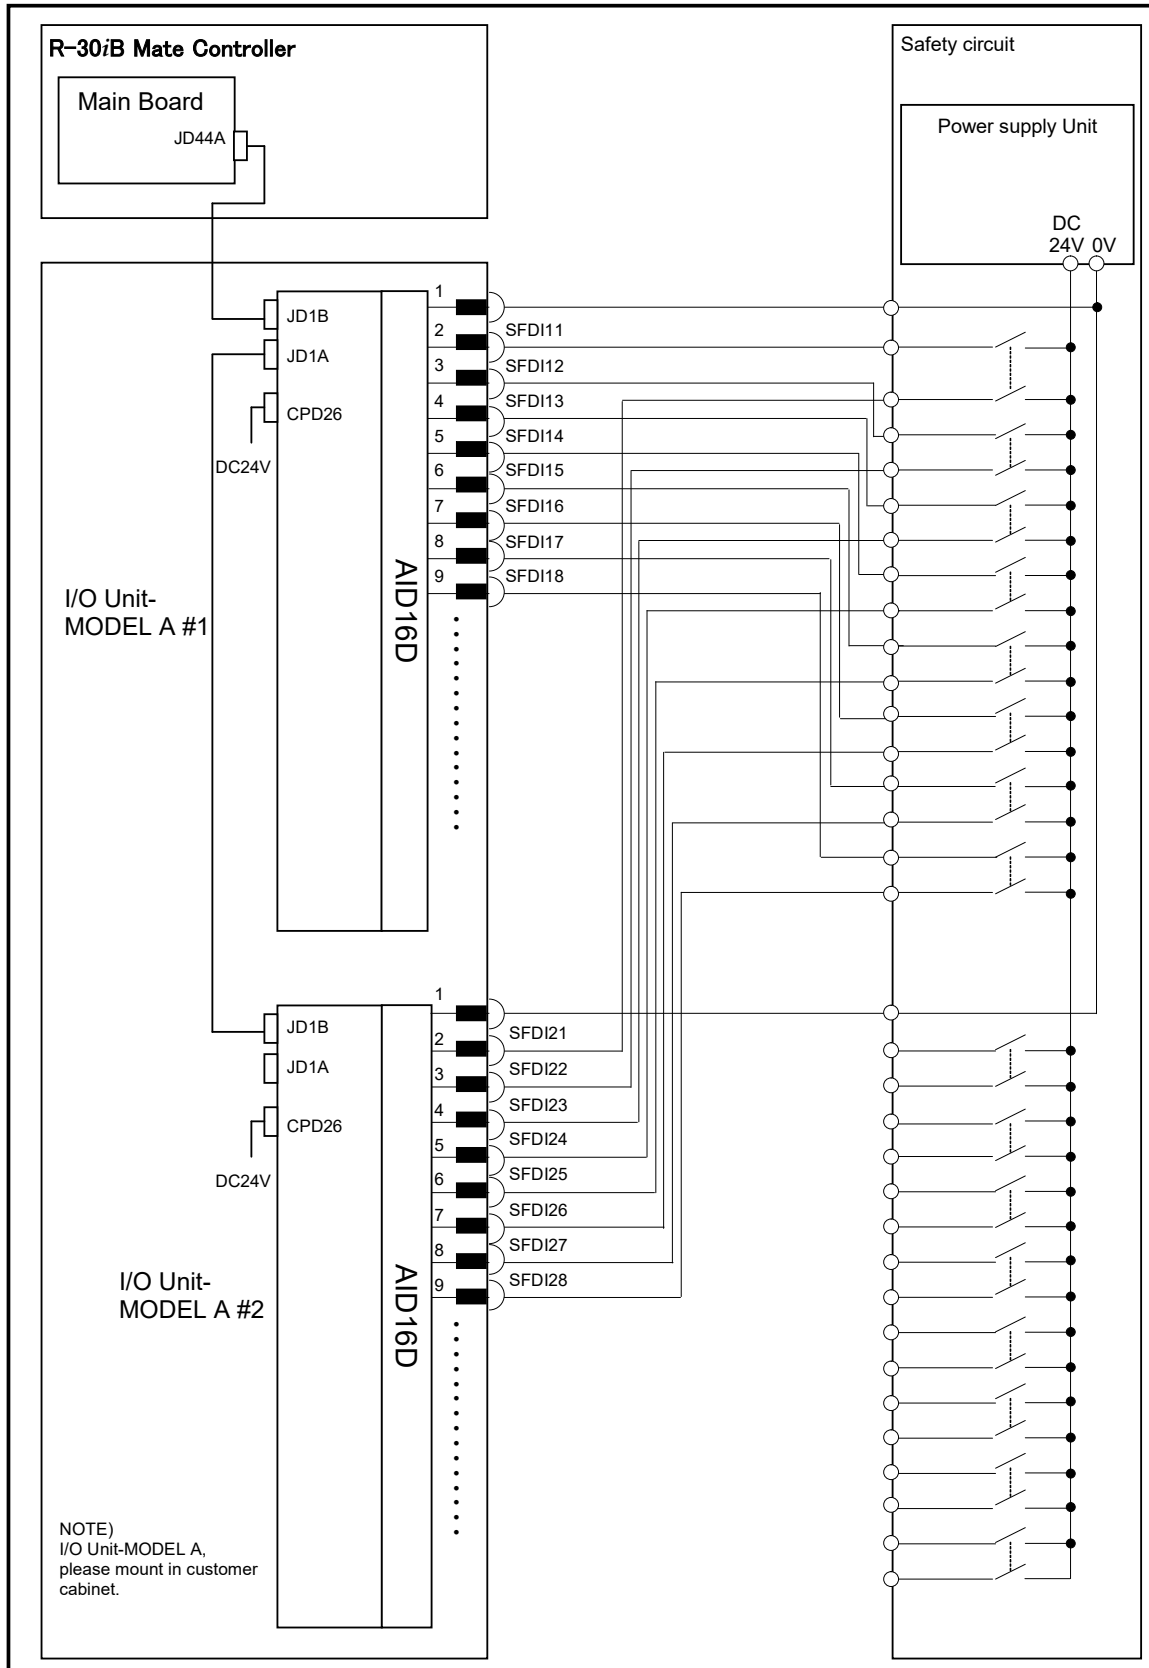 R-30iB Mate Controller
Main Board
JD44A
Safety circuit
Power supply Unit
DC
24V 0V
JD1B
JD1A
CPD26
DC24V
I/O Unit-
MODEL A #1
AID16D
1
2
SFDI11
3
SFDI12
4
SFDI13
5
SFDI14
6
SFDI15
7
SFDI16
8
SFDI17
9
SFDI18
JD1B
JD1A
CPD26
DC24V
I/O Unit-
MODEL A #2
AID16D
1
2
SFDI21
3
SFDI22
4
SFDI23
5
SFDI24
6
SFDI25
7
SFDI26
8
SFDI27
9
SFDI28
NOTE)
I/O Unit-MODEL A,
please mount in customer
cabinet.